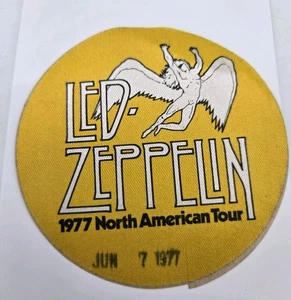 LED-
ZEPPELIN
1977 North American Tour
JUN 7 1977